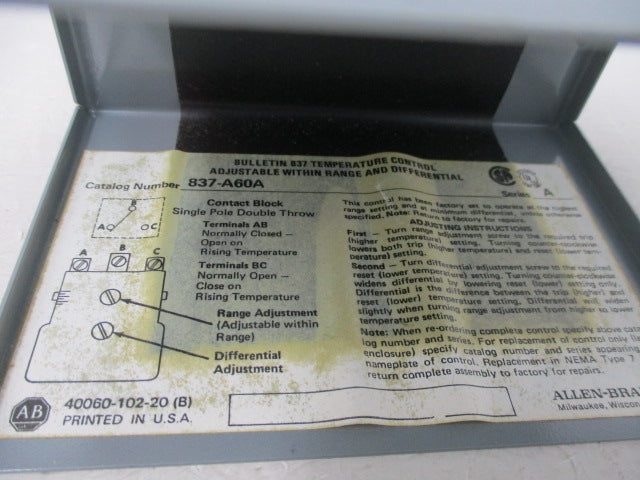 BULLETIN 837 TEMPERATURE CONTROL
ADJUSTABLE WITHIN RANGE AND DIFFERENTIAL
Catalog Number 837-A60A
Series A
Contact Block
Single Pole Double Throw
Terminals AB
Normally Closed –
Open on
Rising Temperature
Terminals BC
Normally Open –
Close on
Rising Temperature
Range Adjustment
(Adjustable within
Range)
Differential
Adjustment
B
A C
A B C
This control has been factory set to operate at the highest
range setting and at minimum differential, unless otherwise
specified. Note: Return to factory for repairs.
ADJUSTING INSTRUCTIONS
First – Turn range adjustment screw to the required trip
(higher temperature) setting. Turning counter-clockwise
lowers both trip (higher temperature) and reset (lower tem-
perature) setting.
Second – Turn differential adjustment screw to the required
reset (lower temperature) setting. Turning counter-clockwise
widens differential by lowering reset (lower) setting only.
Differential is the difference between the trip (higher) and
reset (lower) temperature setting. Differential will widen
slightly when turning range adjustment from higher to lower
temperature setting.
Note: When re-ordering complete control specify above cata-
log number and series. For replacement of control only (le
enclosure) specify catalog number and series appearing
nameplate of control. Replacement in NEMA Type 7
return complete assembly to factory for repairs.
AB
40060-102-20 (B)
PRINTED IN U.S.A.
ALLEN-BRA
Milwaukee, Wiscon